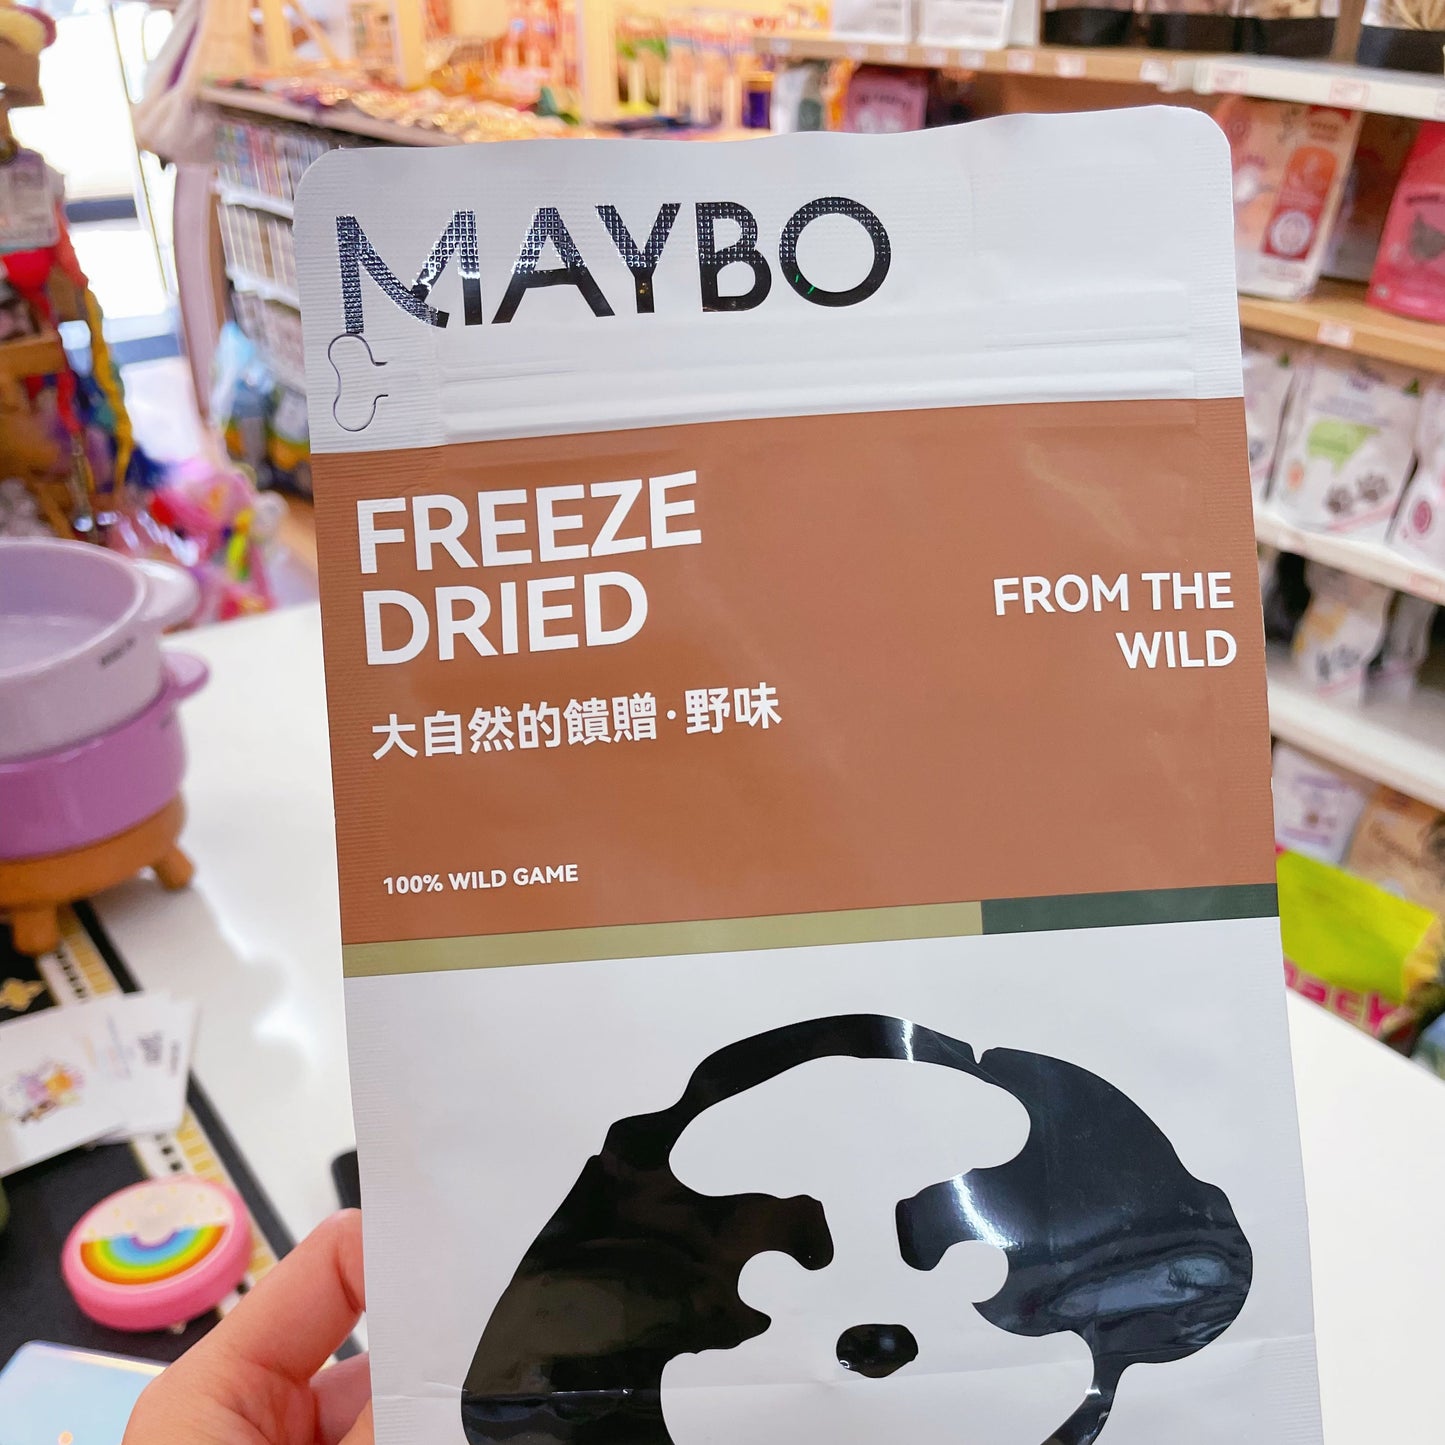 MAYBO
FREEZE
DRIED
FROM THE
WILD
大自然的饋贈·野味
100% WILD GAME